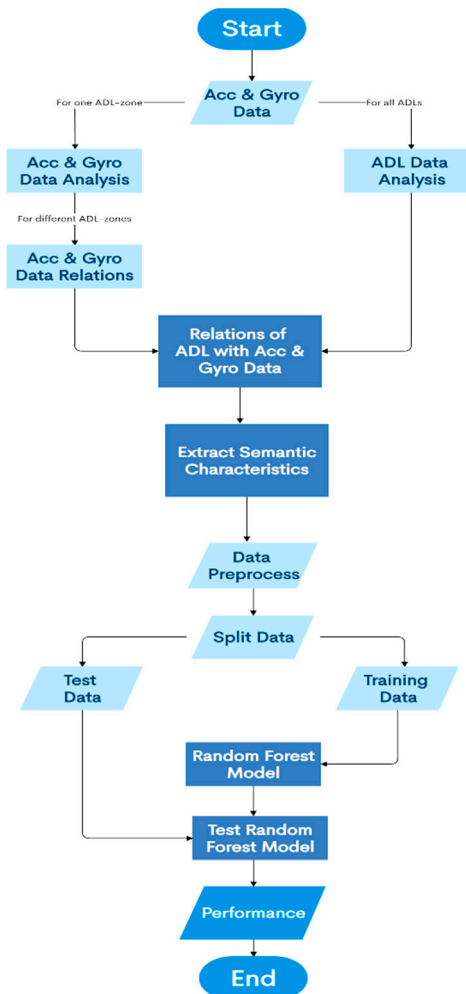 Start
Acc & Gyro
Data
For one ADL-zone
For all ADLs
Acc & Gyro
Data Analysis
ADL Data
Analysis
For different ADL-zones
Acc & Gyro
Data Relations
Relations of
ADL with Acc &
Gyro Data
Extract Semantic
Characteristics
Data
Preprocess
Split Data
Test
Data
Training
Data
Random Forest
Model
Test Random
Forest Model
Performance
End